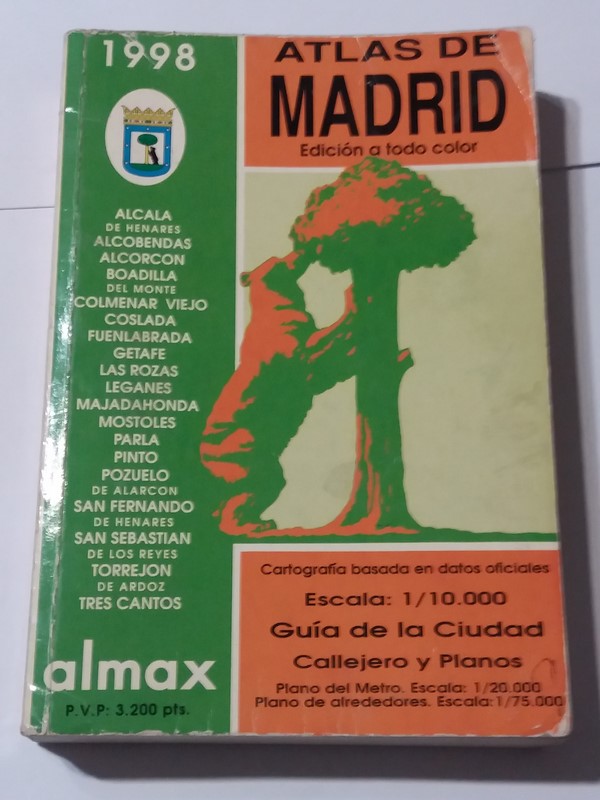 1998
ALCALA
DE HENARES
ALCOBENDAS
ALCORCON
BOADILLA
DEL MONTE
COLMENAR VIEJO
COSLADA
FUENLABRADA
GETAFE
LAS ROZAS
LEGANES
MAJADAHONDA
MOSTOLES
PARLA
PINTO
POZUELO
DE ALARCON
SAN FERNANDO
DE HENARES
SAN SEBASTIAN
DE LOS REYES
TORREJON
DE ARDOZ
TRES CANTOS
almax
P.V.P: 3.200 pts.
ATLAS DE
MADRID
Edición a todo color
Cartografía basada en datos oficiales
Escala: 1/10.000
Guía de la Ciudad
Callejero y Planos
Plano del Metro. Escala: 1/20.000
Plano de alrededores. Escala:1/75.000